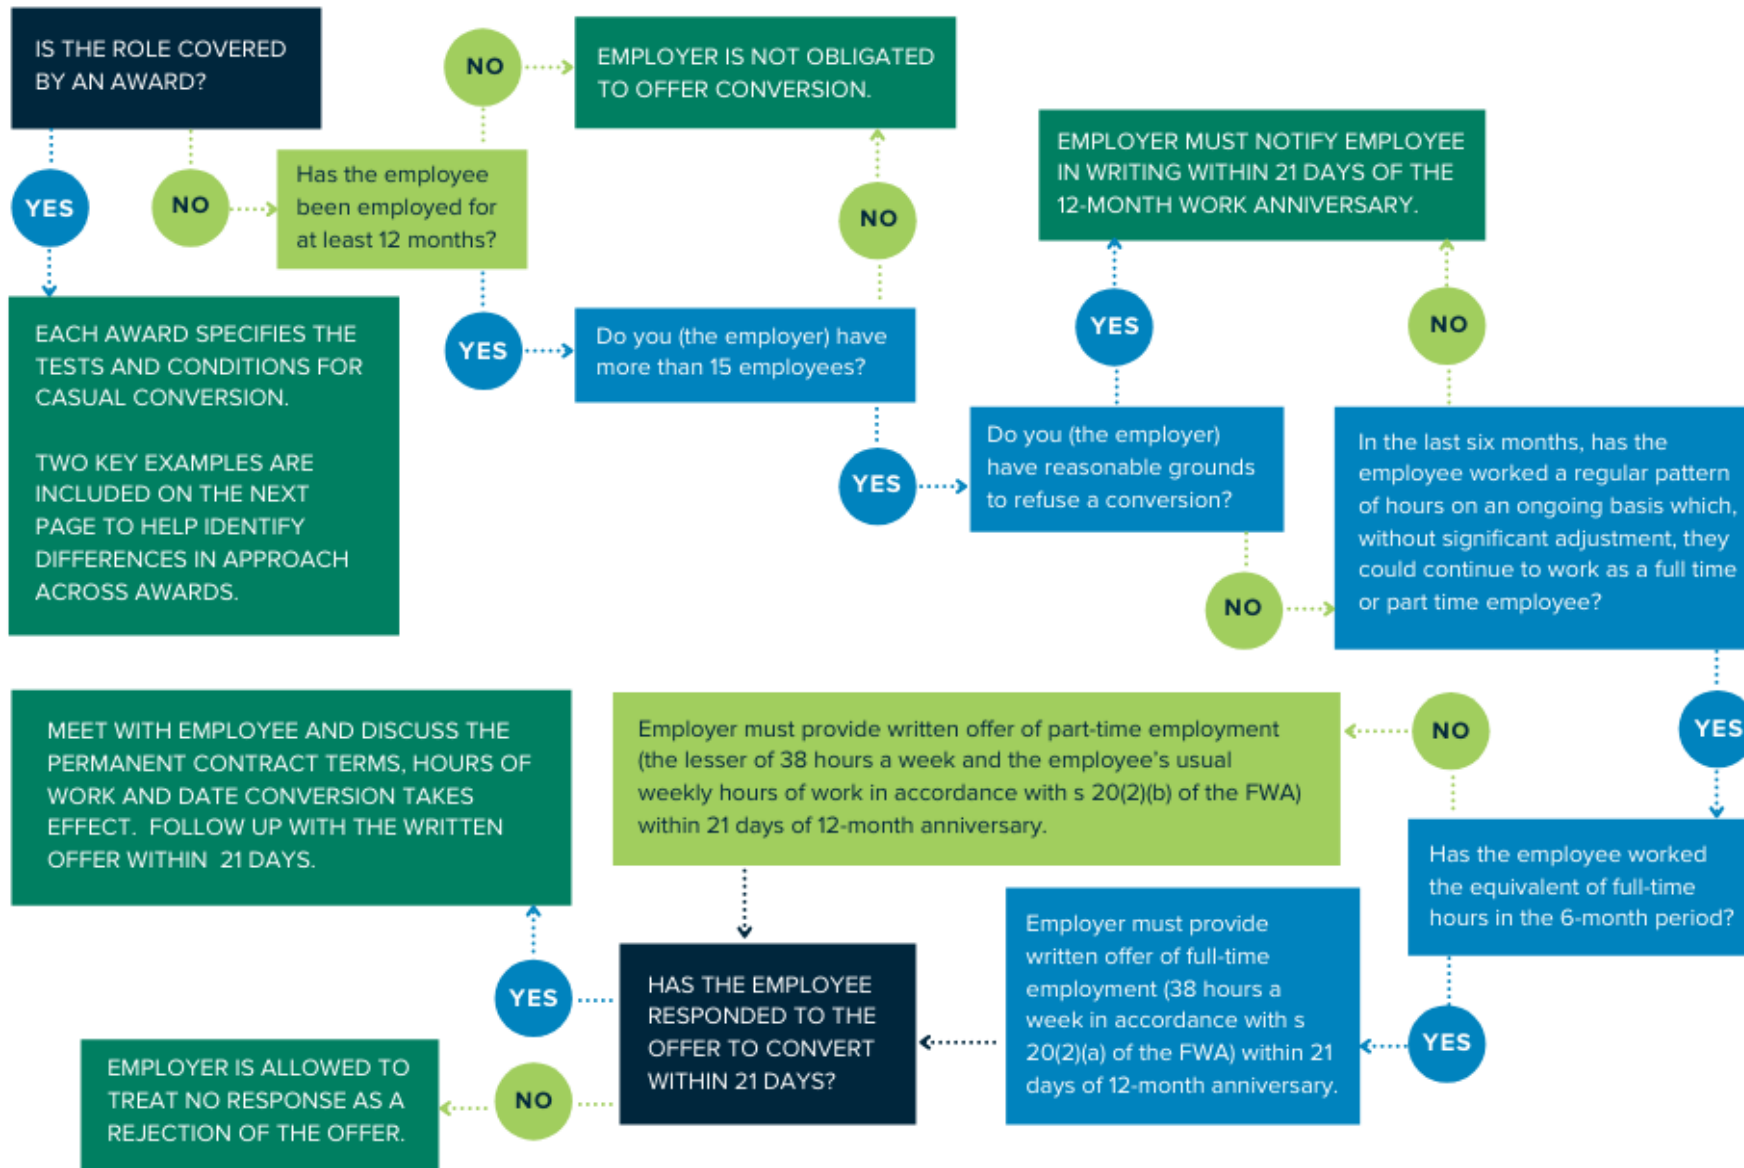 IS THE ROLE COVERED
BY AN AWARD?
YES
NO
Has the employee
been employed for
at least 12 months?
NO
EMPLOYER IS NOT OBLIGATED
TO OFFER CONVERSION.
YES
Do you (the employer) have
more than 15 employees?
NO
YES
EACH AWARD SPECIFIES THE
TESTS AND CONDITIONS FOR
CASUAL CONVERSION.
TWO KEY EXAMPLES ARE
INCLUDED ON THE NEXT
PAGE TO HELP IDENTIFY
DIFFERENCES IN APPROACH
ACROSS AWARDS.
EMPLOYER MUST NOTIFY EMPLOYEE
IN WRITING WITHIN 21 DAYS OF THE
12-MONTH WORK ANNIVERSARY.
YES
NO
Do you (the employer)
have reasonable grounds
to refuse a conversion?
NO
In the last six months, has the
employee worked a regular pattern
of hours on an ongoing basis which,
without significant adjustment, they
could continue to work as a full time
or part time employee?
YES
Has the employee worked
the equivalent of full-time
hours in the 6-month period?
NO
Employer must provide written offer of part-time employment
(the lesser of 38 hours a week and the employee's usual
weekly hours of work in accordance with s 20(2)(b) of the FWA)
within 21 days of 12-month anniversary.
YES
Employer must provide
written offer of full-time
employment (38 hours a
week in accordance with s
20(2)(a) of the FWA) within 21
days of 12-month anniversary.
HAS THE EMPLOYEE
RESPONDED TO THE
OFFER TO CONVERT
WITHIN 21 DAYS?
YES
MEET WITH EMPLOYEE AND DISCUSS THE
PERMANENT CONTRACT TERMS, HOURS OF
WORK AND DATE CONVERSION TAKES
EFFECT. FOLLOW UP WITH THE WRITTEN
OFFER WITHIN 21 DAYS.
NO
EMPLOYER IS ALLOWED TO
TREAT NO RESPONSE AS A
REJECTION OF THE OFFER.